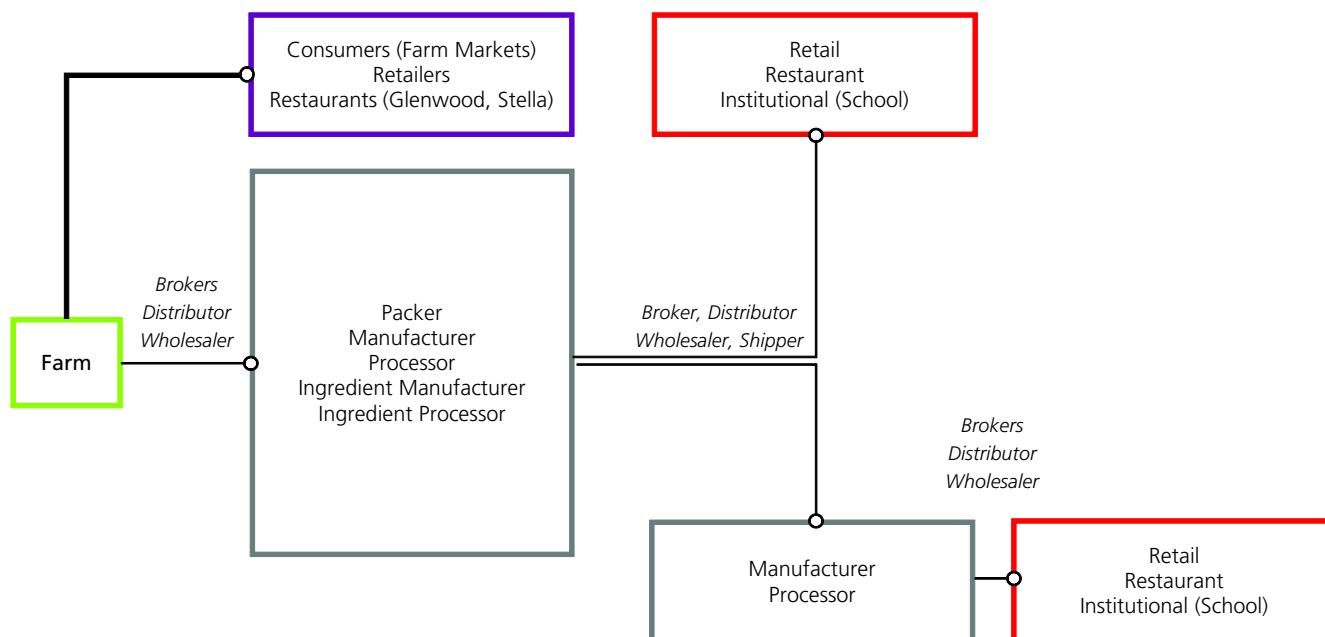 Consumers (Farm Markets)
Retailers
Restaurants (Glenwood, Stella)
Retail
Restaurant
Institutional (School)
Brokers
Distributor
Wholesaler
Farm
Packer
Manufacturer
Processor
Ingredient Manufacturer
Ingredient Processor
Broker, Distributor
Wholesaler, Shipper
Brokers
Distributor
Wholesaler
Manufacturer
Processor
Retail
Restaurant
Institutional (School)